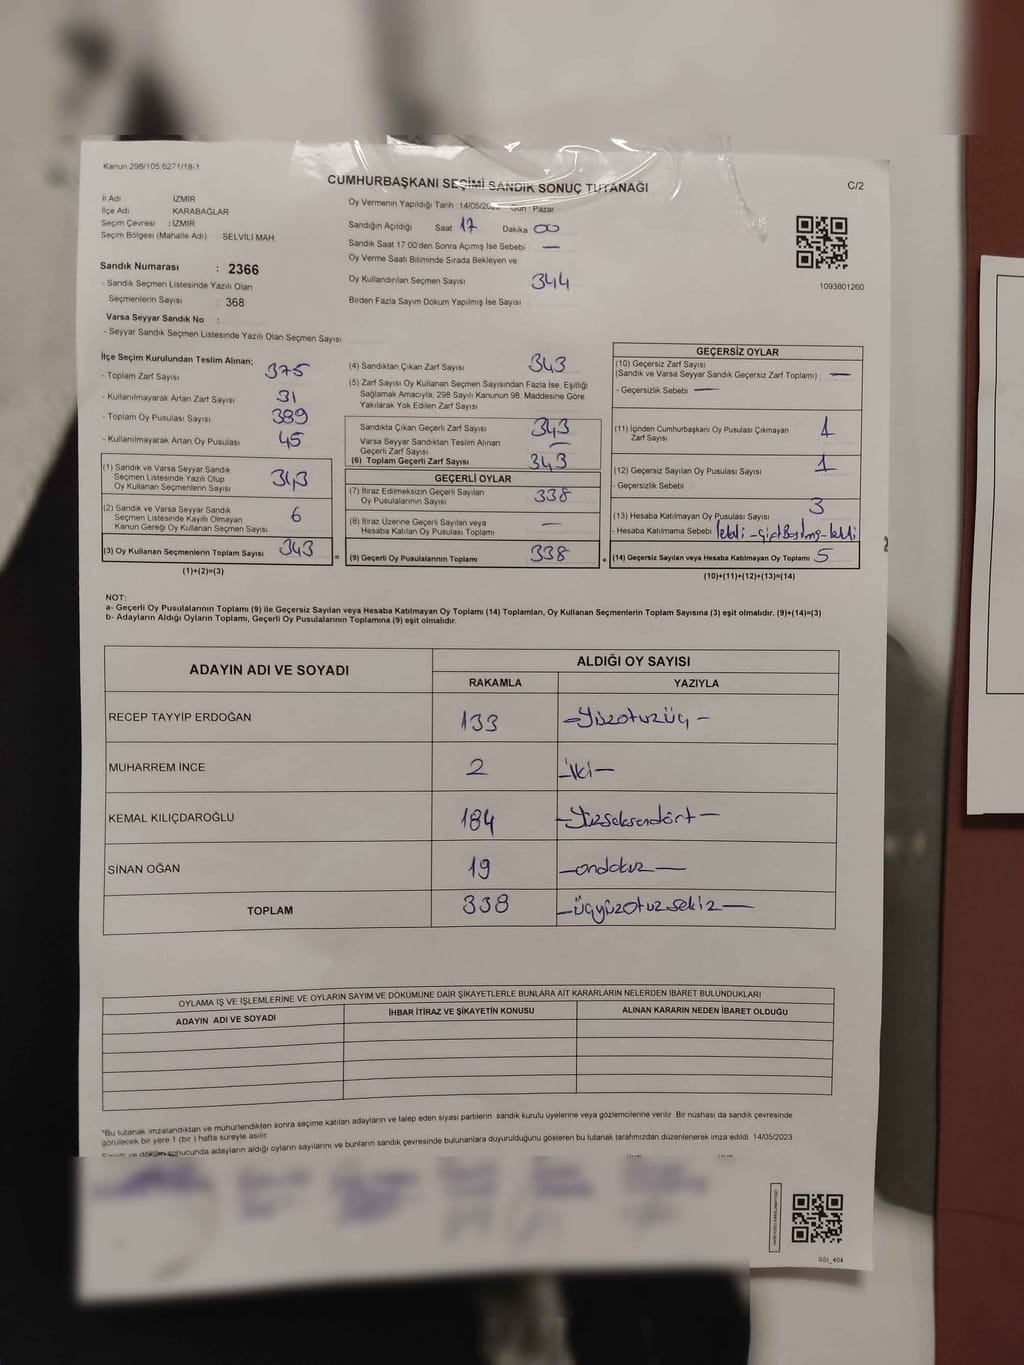 Kanun 298/105 6271/18-1
CUMHURBAŞKANI SEÇİMİ SANDIK SONUÇ TUTANAĞI
C/2
İl Adı İZMİR
İlçe Adı KARABAĞLAR
Seçim Çevresi : İZMİR
Seçim Bölgesi (Mahalle Adı) SELVİLİ MAH.
Sandık Numarası : 2366
- Sandık Seçmen Listesinde Yazılı Olan
Seçmenlerin Sayısı : 368
Varsa Seyyar Sandık No :
- Seyyar Sandık Seçmen Listesinde Yazılı Olan Seçmen Sayısı
Oy Vermenin Yapıldığı Tarih 14/05/ Gün : Pazar
Sandığın Açıldığı Saat 17 Dakika 00
Sandık Saat 17 00'den Sonra Açımış İse Sebebi —
Oy Verme Saati Bitiminde Sırada Bekleyen ve
Oy Kullandırılan Seçmen Sayısı 344
Birden Fazla Sayım Döküm Yapılmış İse Sayısı
1093801260
İlçe Seçim Kurulundan Teslim Alınan;
- Toplam Zarf Sayısı 375
- Kullanılmayarak Artan Zarf Sayısı 31
- Toplam Oy Pusulası Sayısı 389
- Kullanılmayarak Artan Oy Pusulası 45
(1) Sandık ve Varsa Seyyar Sandık
Seçmen Listesinde Yazılı Olup
Oy Kullanan Seçmenlerin Sayısı 343
(2) Sandık ve Varsa Seyyar Sandık
Seçmen Listesinde Kayıtlı Olmayan
Kanun Gereği Oy Kullanan Seçmen Sayısı 6
(3) Oy Kullanan Seçmenlerin Toplam Sayısı 343
(1)+(2)=(3)
(4) Sandıktan Çıkan Zarf Sayısı 343
(5) Zarf Sayısı Oy Kullanan Seçmen Sayısından Fazla İse, Eşitliği
Sağlamak Amacıyla, 298 Sayılı Kanunun 98. Maddesine Göre
Yakılarak Yok Edilen Zarf Sayısı
Sandıkta Çıkan Geçerli Zarf Sayısı 343
Varsa Seyyar Sandıktan Teslim Alınan
Geçerli Zarf Sayısı —
(6) Toplam Geçerli Zarf Sayısı 343
GEÇERLİ OYLAR
(7) İtiraz Edilmeksizin Geçerli Sayılan
Oy Pusulalarının Sayısı 338
(8) İtiraz Üzerine Geçerli Sayılan veya
Hesaba Katılan Oy Pusulası Toplamı —
= (9) Geçerli Oy Pusulalarının Toplamı 338
GEÇERSİZ OYLAR
(10) Geçersiz Zarf Sayısı
(Sandık ve Varsa Seyyar Sandık Geçersiz Zarf Toplamı) —
- Geçersizlik Sebebi —
(11) İçinden Cumhurbaşkanı Oy Pusulası Çıkmayan
Zarf Sayısı 1
(12) Geçersiz Sayılan Oy Pusulası Sayısı 1
- Geçersizlik Sebebi
(13) Hesaba Katılmayan Oy Pusulası Sayısı 3
- Hesaba Katılmama Sebebi
+ (14) Geçersiz Sayılan veya Hesaba Katılmayan Oy Toplamı 5
(10)+(11)+(12)+(13)=(14)
NOT:
a- Geçerli Oy Pusulalarının Toplamı (9) ile Geçersiz Sayılan veya Hesaba Katılmayan Oy Toplamı (14) Toplamları, Oy Kullanan Seçmenlerin Toplam Sayısına (3) eşit olmalıdır. (9)+(14)=(3)
b- Adayların Aldığı Oyların Toplamı, Geçerli Oy Pusulalarının Toplamına (9) eşit olmalıdır.
ADAYIN ADI VE SOYADI
ALDIĞI OY SAYISI
RAKAMLA YAZIYLA
RECEP TAYYİP ERDOĞAN 133 -Yüzotuzüç-
MUHARREM İNCE 2 -İki-
KEMAL KILIÇDAROĞLU 184 -Yüzseksendört-
SİNAN OĞAN 19 -ondokuz-
TOPLAM 338 -üçyüzotuzsekiz-
OYLAMA İŞ VE İŞLEMLERİNE VE OYLARIN SAYIM VE DÖKÜMÜNE DAİR ŞİKAYETLERLE BUNLARA AİT KARARLARIN NELERDEN İBARET BULUNDUKLARI
ADAYIN ADI VE SOYADI İHBAR İTİRAZ VE ŞİKAYETİN KONUSU ALINAN KARARIN NEDEN İBARET OLDUĞU
*Bu tutanak imzalandıktan ve mühürlendikten sonra seçime katılan adayların ve talep eden siyasi partilerin sandık kurulu üyelerine veya gözlemcilerine verilir. Bir nüshası da sandık çevresinde
görülecek bir yere 1 (bir) hafta süreyle asılır.
ve döküm sonucunda adayların aldığı oyların sayılarını ve bunların sandık çevresinde bulunanlara duyurulduğunu gösteren bu tutanak tarafımızdan düzenlenerek imza edildi. 14/05/2023
SSI_404